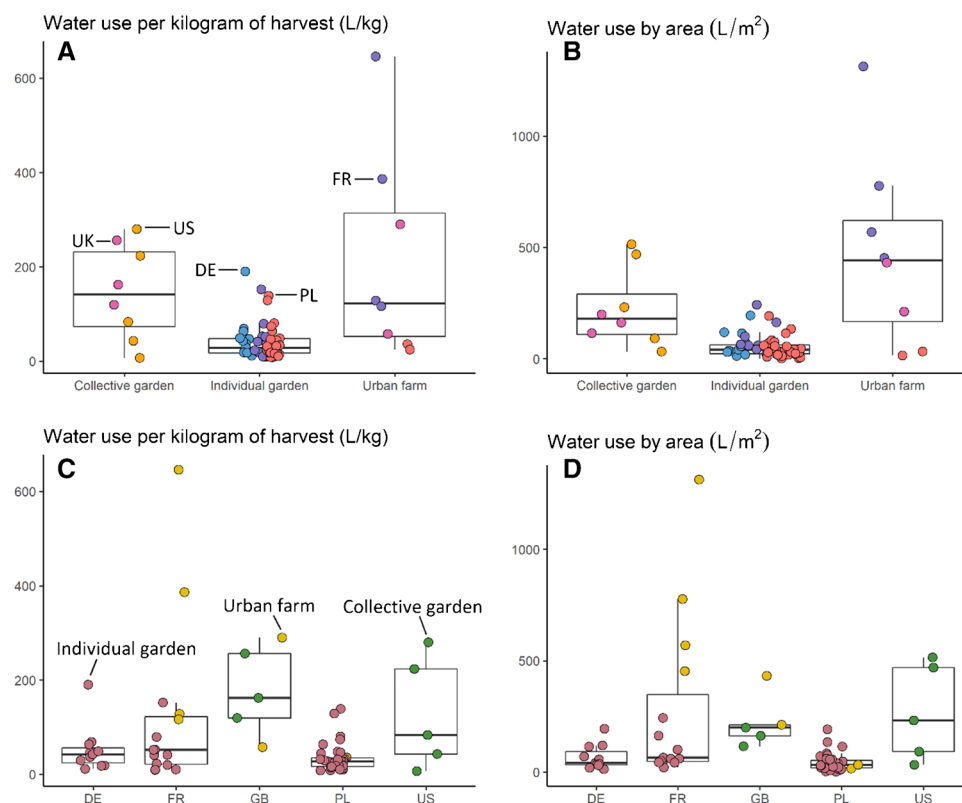 Water use per kilogram of harvest (L/kg)
A
600
400
200
0
FR
UK
US
DE
PL
Collective garden
Individual garden
Urban farm
Water use by area (L/m²)
B
1000
500
0
Collective garden
Individual garden
Urban farm
Water use per kilogram of harvest (L/kg)
C
600
400
200
0
Urban farm
Collective garden
Individual garden
DE
FR
GB
PL
US
Water use by area (L/m²)
D
1000
500
0
DE
FR
GB
PL
US